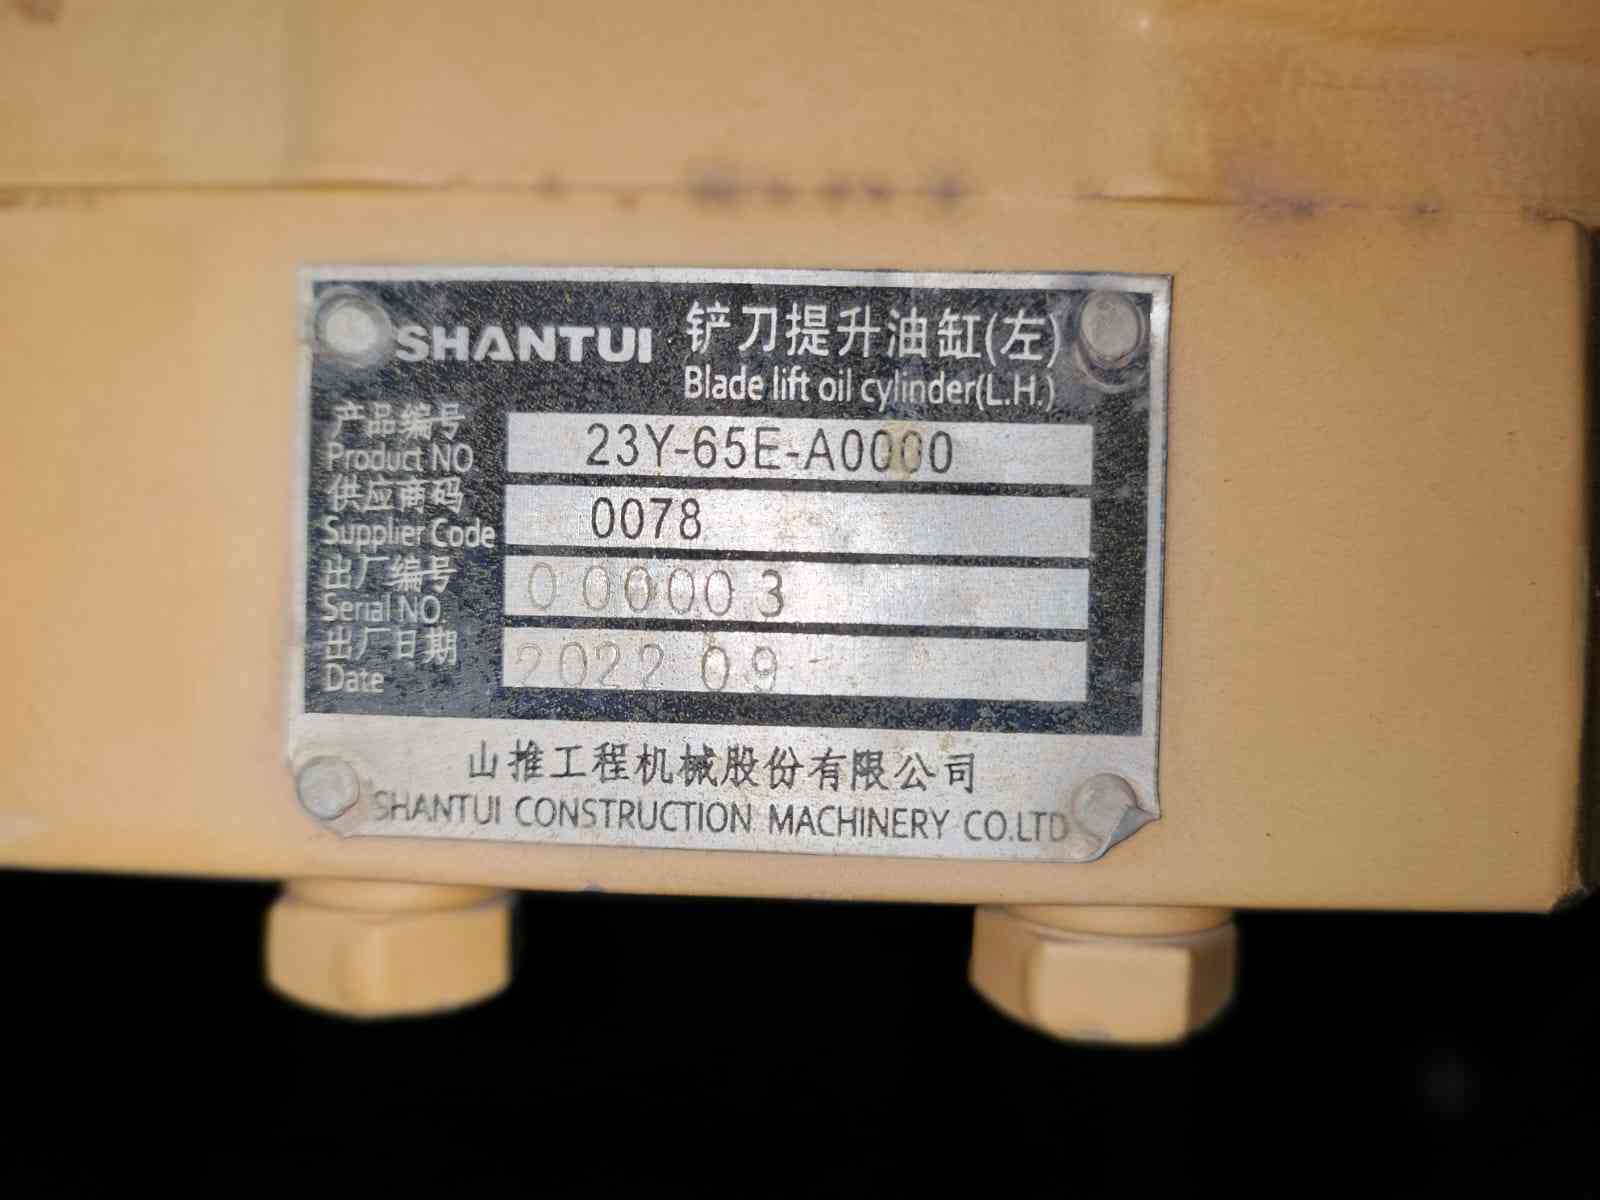 SHANTUI 铲刀提升油缸(左)
Blade lift oil cylinder(L.H.)
产品编号
Product NO 23Y-65E-A0000
供应商码
Supplier Code 0078
出厂编号
Serial NO. 000003
出厂日期
Date 2022 09
山推工程机械股份有限公司
SHANTUI CONSTRUCTION MACHINERY CO.LTD